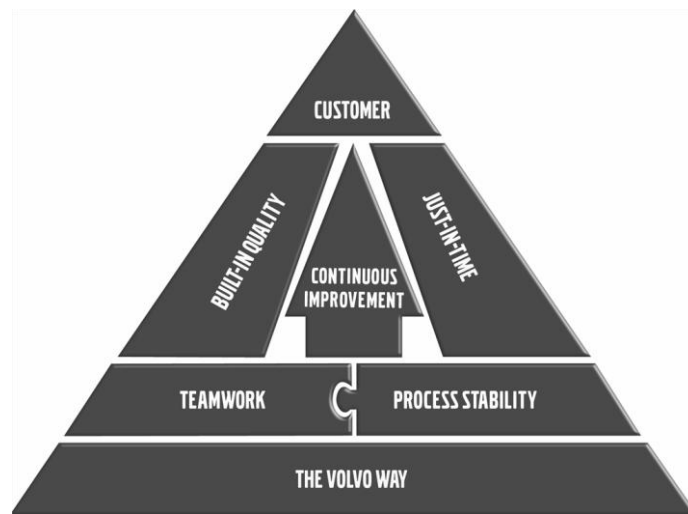 CUSTOMER
BUILT-IN QUALITY
JUST-IN-TIME
CONTINUOUS
IMPROVEMENT
TEAMWORK
PROCESS STABILITY
THE VOLVO WAY